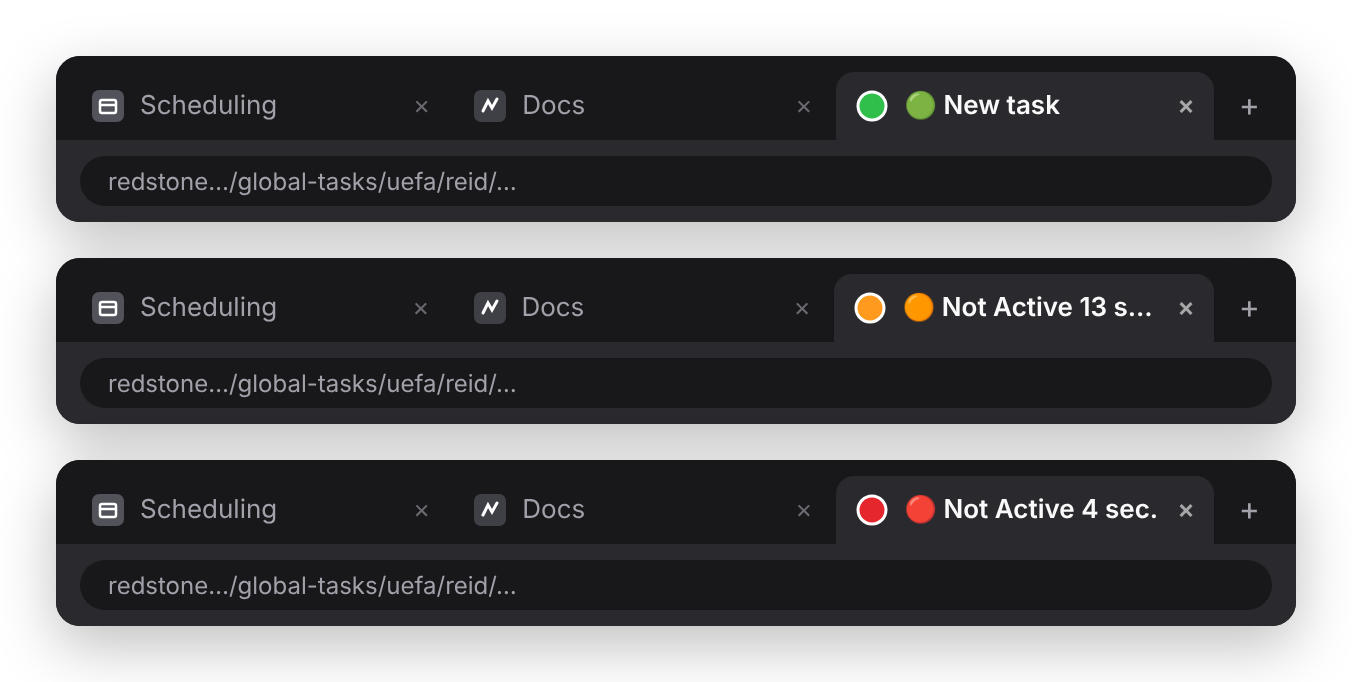 Scheduling × Docs × 🟢 New task × +
redstone.../global-tasks/uefa/reid/...
Scheduling × Docs × 🟠 Not Active 13 s... × +
redstone.../global-tasks/uefa/reid/...
Scheduling × Docs × 🔴 Not Active 4 sec. × +
redstone.../global-tasks/uefa/reid/...